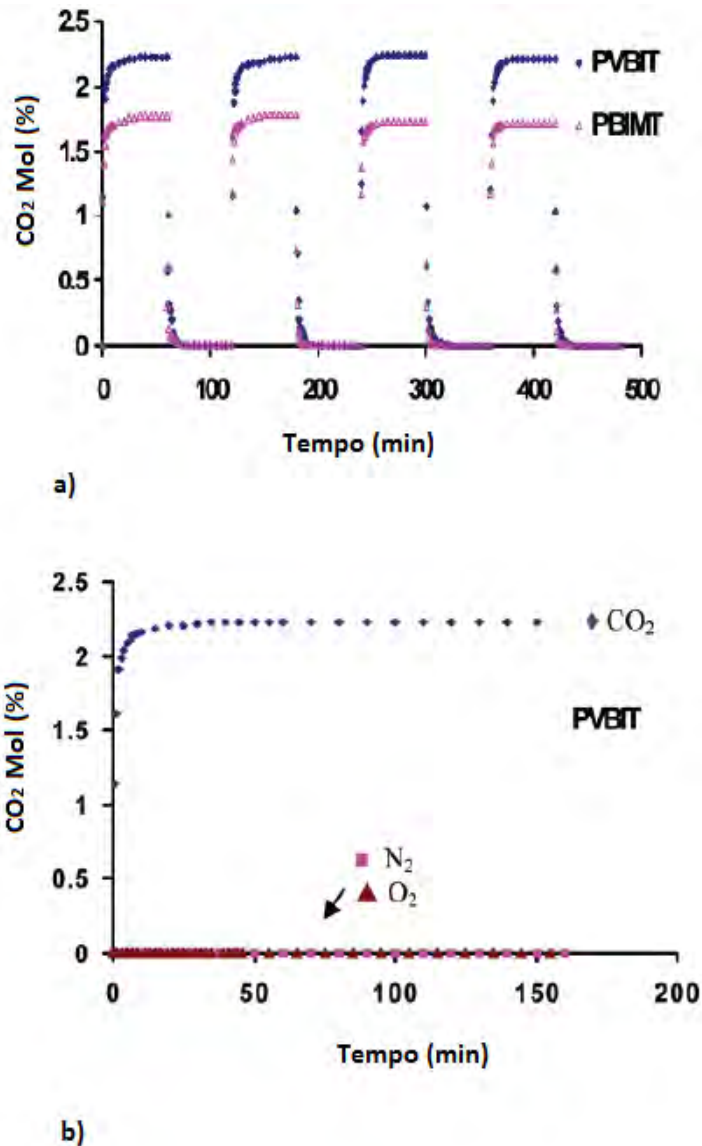 2.5
2
1.5
1
0.5
0
CO2 Mol (%)
PVBIT
PBIMT
0 100 200 300 400 500
Tempo (min)
a)
2.5
2
1.5
1
0.5
0
CO2 Mol (%)
CO2
PVBIT
N2
O2
0 50 100 150 200
Tempo (min)
b)